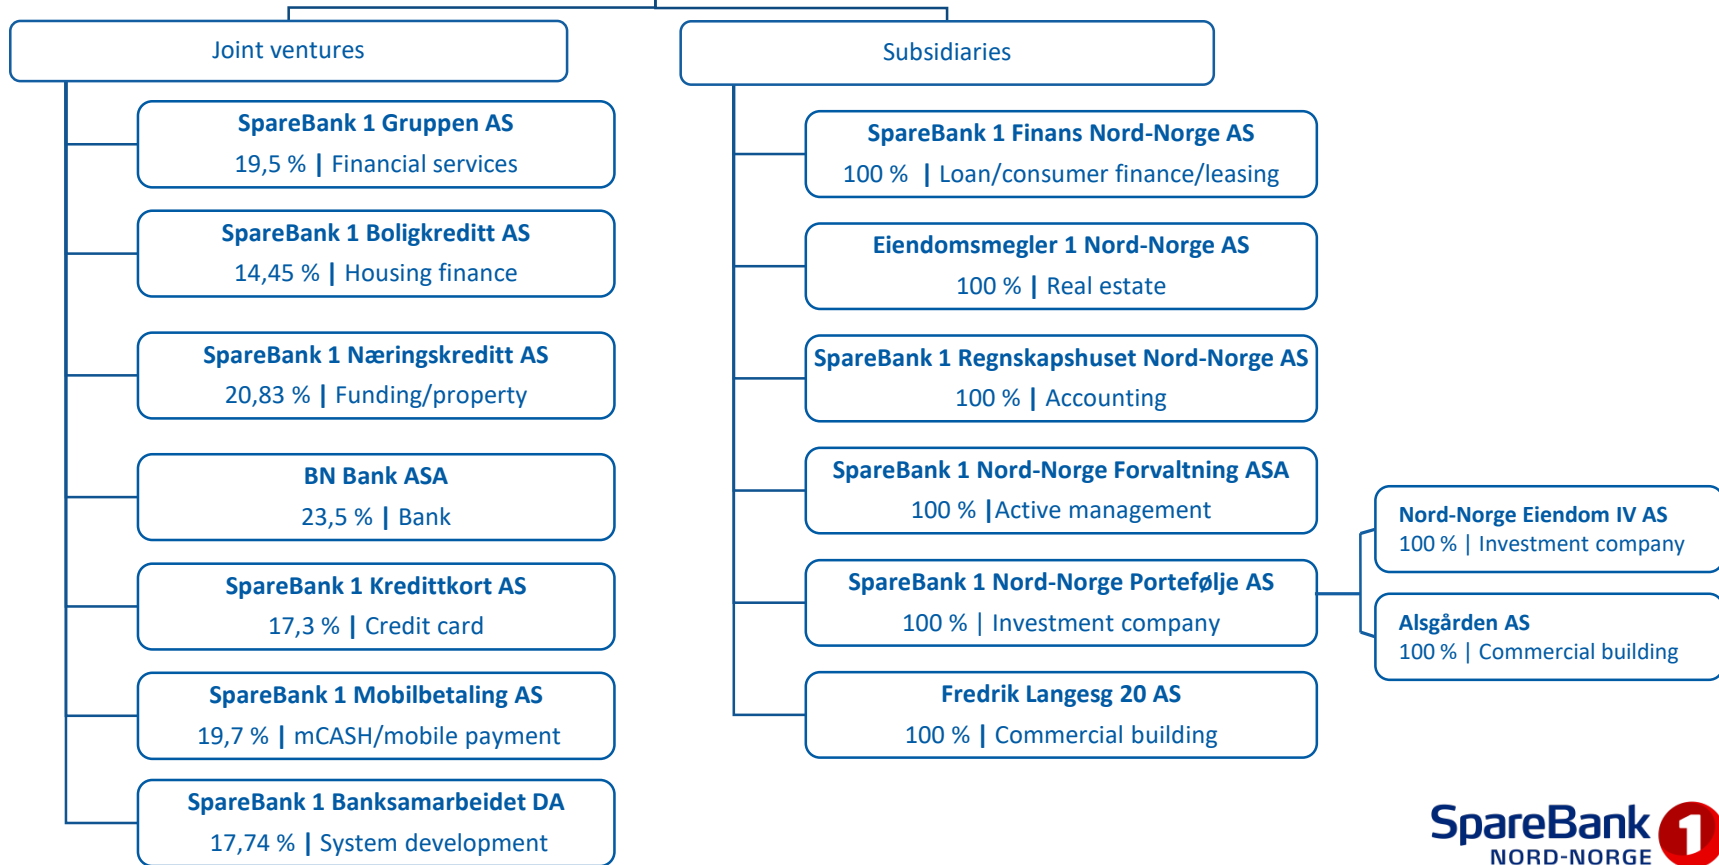 Joint ventures
SpareBank 1 Gruppen AS
19,5 % | Financial services
SpareBank 1 Boligkreditt AS
14,45 % | Housing finance
SpareBank 1 Næringskreditt AS
20,83 % | Funding/property
BN Bank ASA
23,5 % | Bank
SpareBank 1 Kredittkort AS
17,3 % | Credit card
SpareBank 1 Mobilbetaling AS
19,7 % | mCASH/mobile payment
SpareBank 1 Banksamarbeidet DA
17,74 % | System development
Subsidiaries
SpareBank 1 Finans Nord-Norge AS
100 % | Loan/consumer finance/leasing
Eiendomsmegler 1 Nord-Norge AS
100 % | Real estate
SpareBank 1 Regnskapshuset Nord-Norge AS
100 % | Accounting
SpareBank 1 Nord-Norge Forvaltning ASA
100 % |Active management
SpareBank 1 Nord-Norge Portefølje AS
100 % | Investment company
Nord-Norge Eiendom IV AS
100 % | Investment company
Alsgården AS
100 % | Commercial building
Fredrik Langesg 20 AS
100 % | Commercial building
SpareBank 1
NORD-NORGE